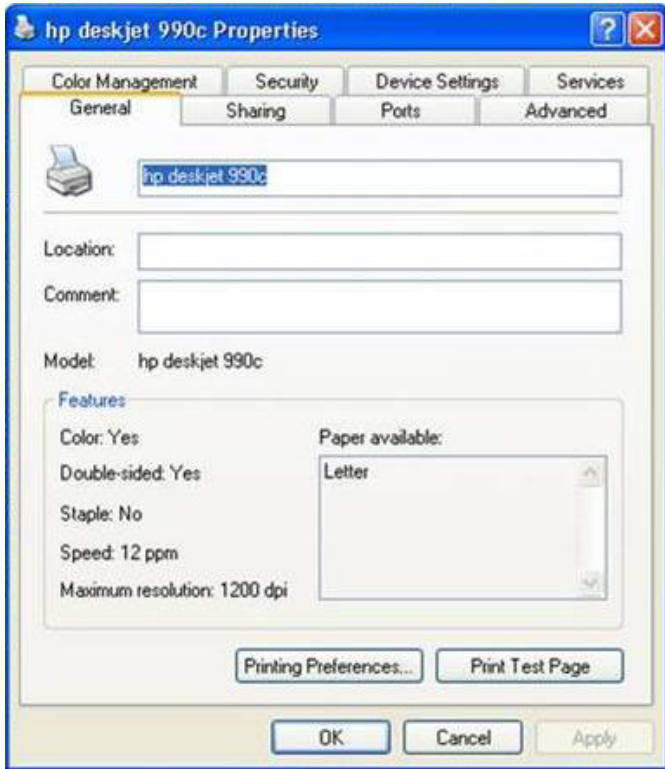 hp deskjet 990c Properties
?
Color Management Security Device Settings Services
General Sharing Ports Advanced
hp deskjet 990c
Location:
Comment:
Model: hp deskjet 990c
Features
Color: Yes Paper available:
Double-sided: Yes Letter
Staple: No
Speed: 12 ppm
Maximum resolution: 1200 dpi
Printing Preferences... Print Test Page
OK Cancel Apply